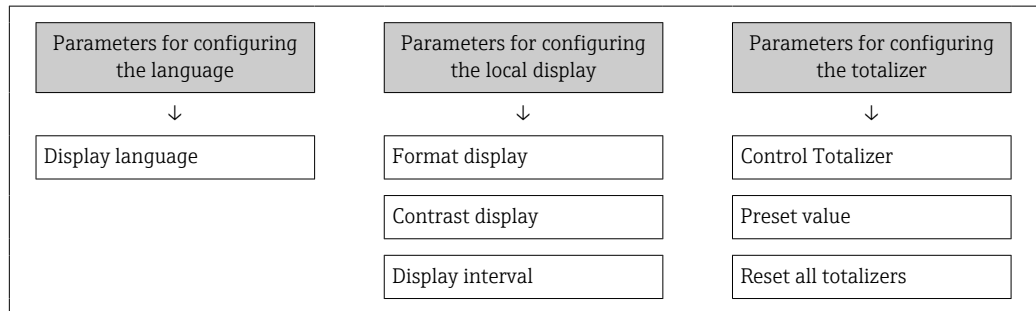 Parameters for configuring
the language
↓
Display language
Parameters for configuring
the local display
↓
Format display
Contrast display
Display interval
Parameters for configuring
the totalizer
↓
Control Totalizer
Preset value
Reset all totalizers